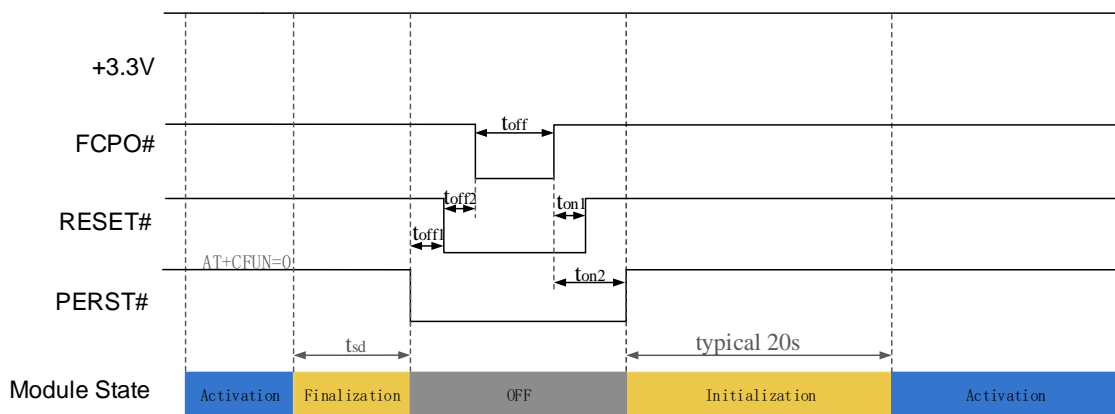 +3.3V
toff
FCPO#
toff2
ton1
RESET#
toff1
AT+CFUN=0
ton2
PERST#
tsd
typical 20s
Module State
Activation
Finalization
OFF
Initialization
Activation